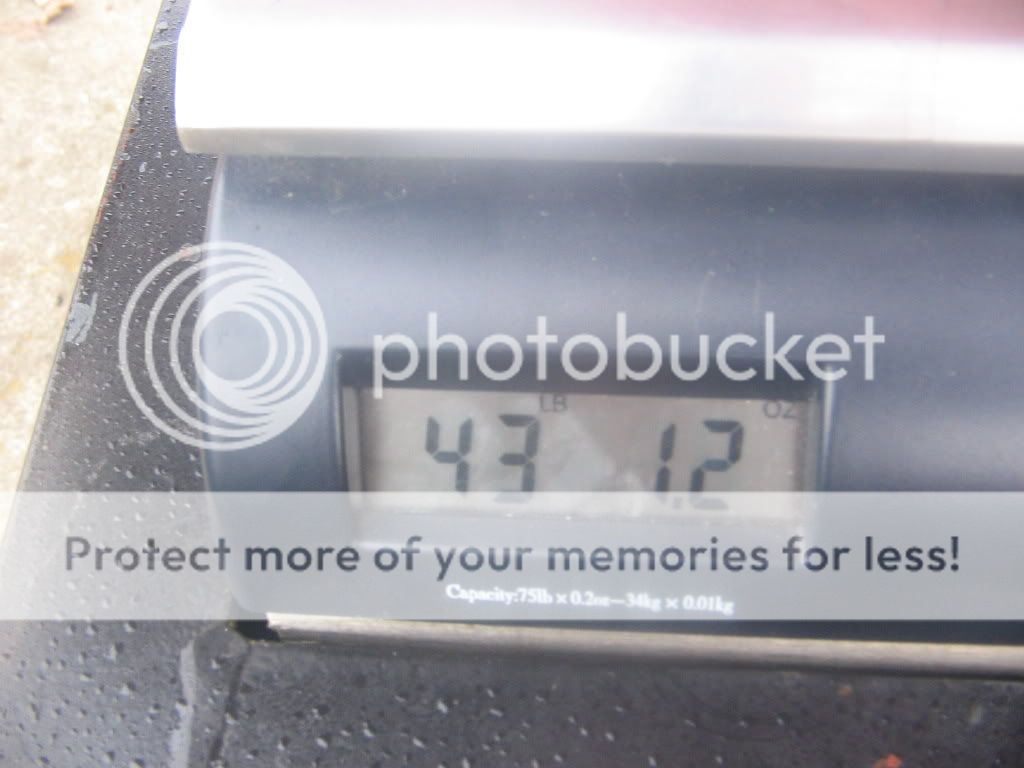 photobucket
LB OZ
43 1.2
Protect more of your memories for less!
Capacity:75lb × 0.2oz—34kg × 0.01kg